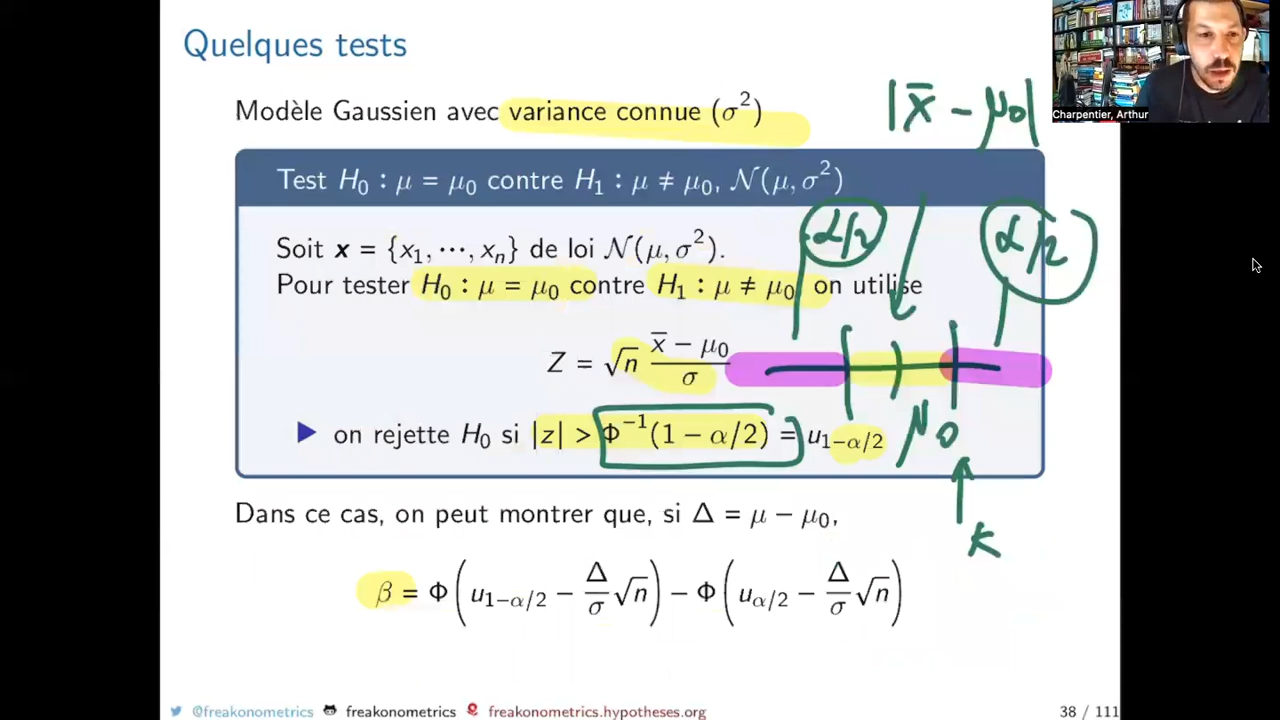 Quelques tests
Modèle Gaussien avec variance connue (σ²)
|x̄ − μ0|
Charpentier, Arthur
Test H₀ : μ = μ₀ contre H₁ : μ ≠ μ₀, 𝒩(μ, σ²)
Soit x = {x₁, ⋯, xₙ} de loi 𝒩(μ, σ²).
α/2
α/2
Pour tester H₀ : μ = μ₀ contre H₁ : μ ≠ μ₀ on utilise
Z = √n (x̄ − μ₀)/σ
▶ on rejette H₀ si |z| > Φ⁻¹(1 − α/2) = u₁₋α/₂
μ0
k
Dans ce cas, on peut montrer que, si Δ = μ − μ₀,
β = Φ(u₁₋α/₂ − Δ/σ √n) − Φ(uα/₂ − Δ/σ √n)
@freakonometrics freakonometrics freakonometrics.hypotheses.org 38 / 111